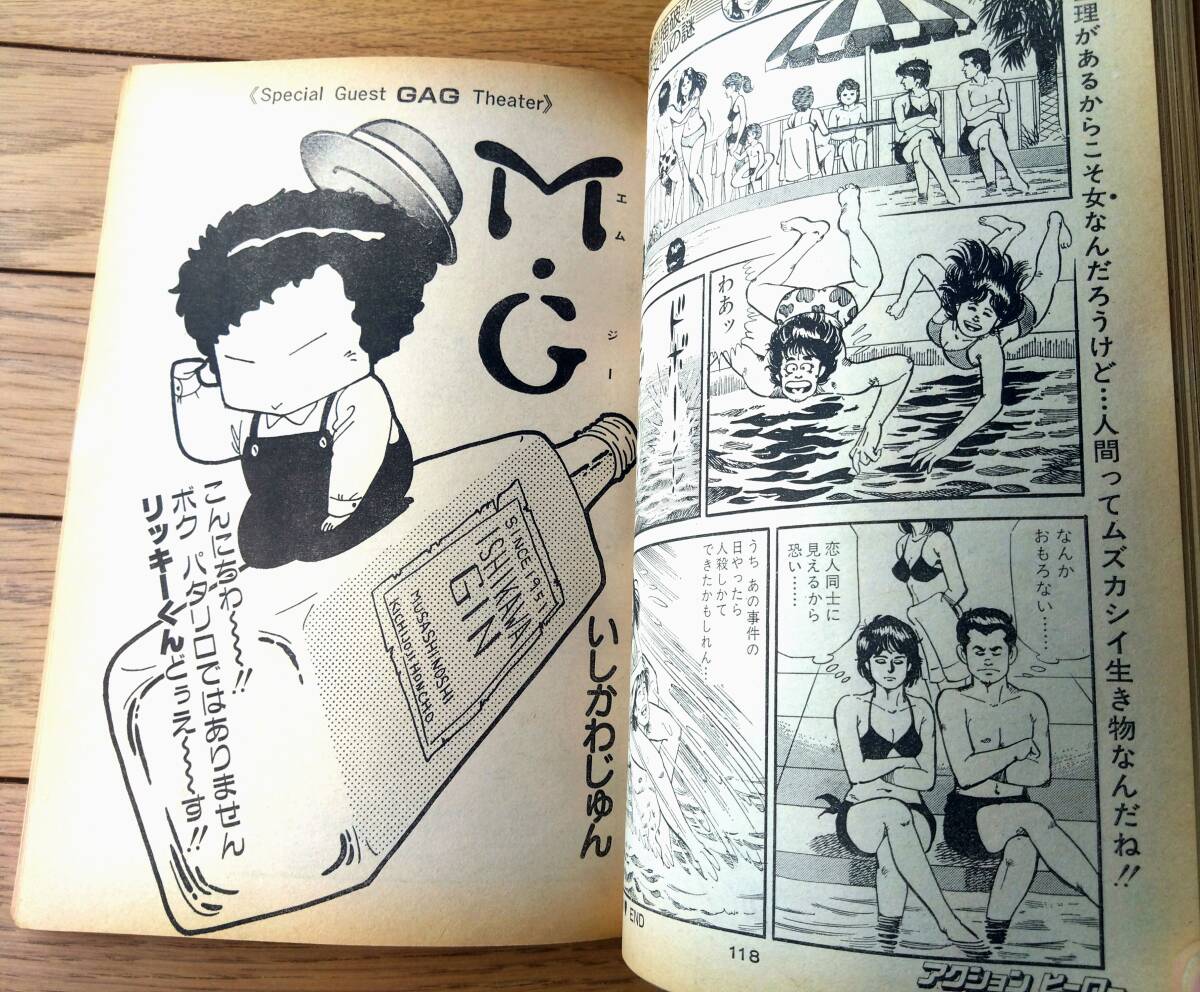 《Special Guest GAG Theater》
M・G
エム ジー
いしかわじゅん
SINCE 1951
ISHIKAWA
GIN
MUSASHINOSHI
KICHIJOJI HONCHO
こんにちわ〜〜!!
ボク パタリロではありません
リッキーくんどぅえ〜〜す!!
理があるからこそ女なんだろうけど…人間ってムズカシイ生き物なんだね!!
の謎
わあッ
ドドー
なんか
おもろない……
恋人同士に
見えるから
恐い……
うち あの事件の
日やったら
人殺しかて
できたかもしれん…
END
118
アクションヒーロー